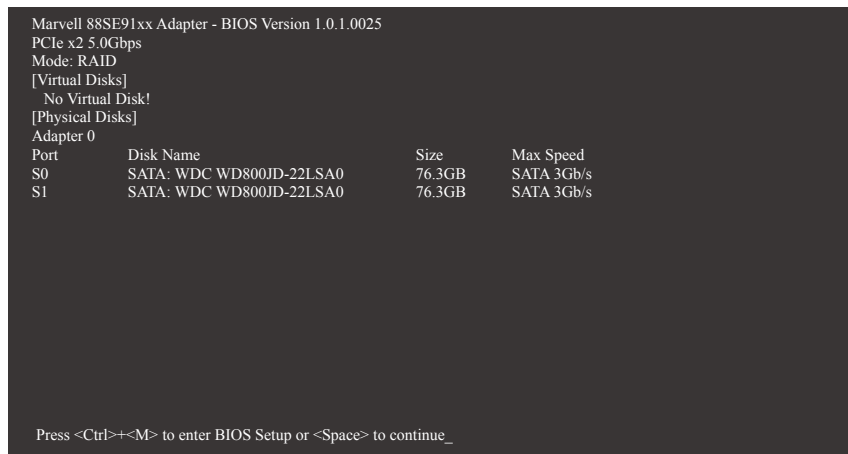 Marvell 88SE91xx Adapter - BIOS Version 1.0.1.0025
PCIe x2 5.0Gbps
Mode: RAID
[Virtual Disks]
No Virtual Disk!
[Physical Disks]
Adapter 0
Port Disk Name Size Max Speed
S0 SATA: WDC WD800JD-22LSA0 76.3GB SATA 3Gb/s
S1 SATA: WDC WD800JD-22LSA0 76.3GB SATA 3Gb/s
Press <Ctrl>+<M> to enter BIOS Setup or <Space> to continue_